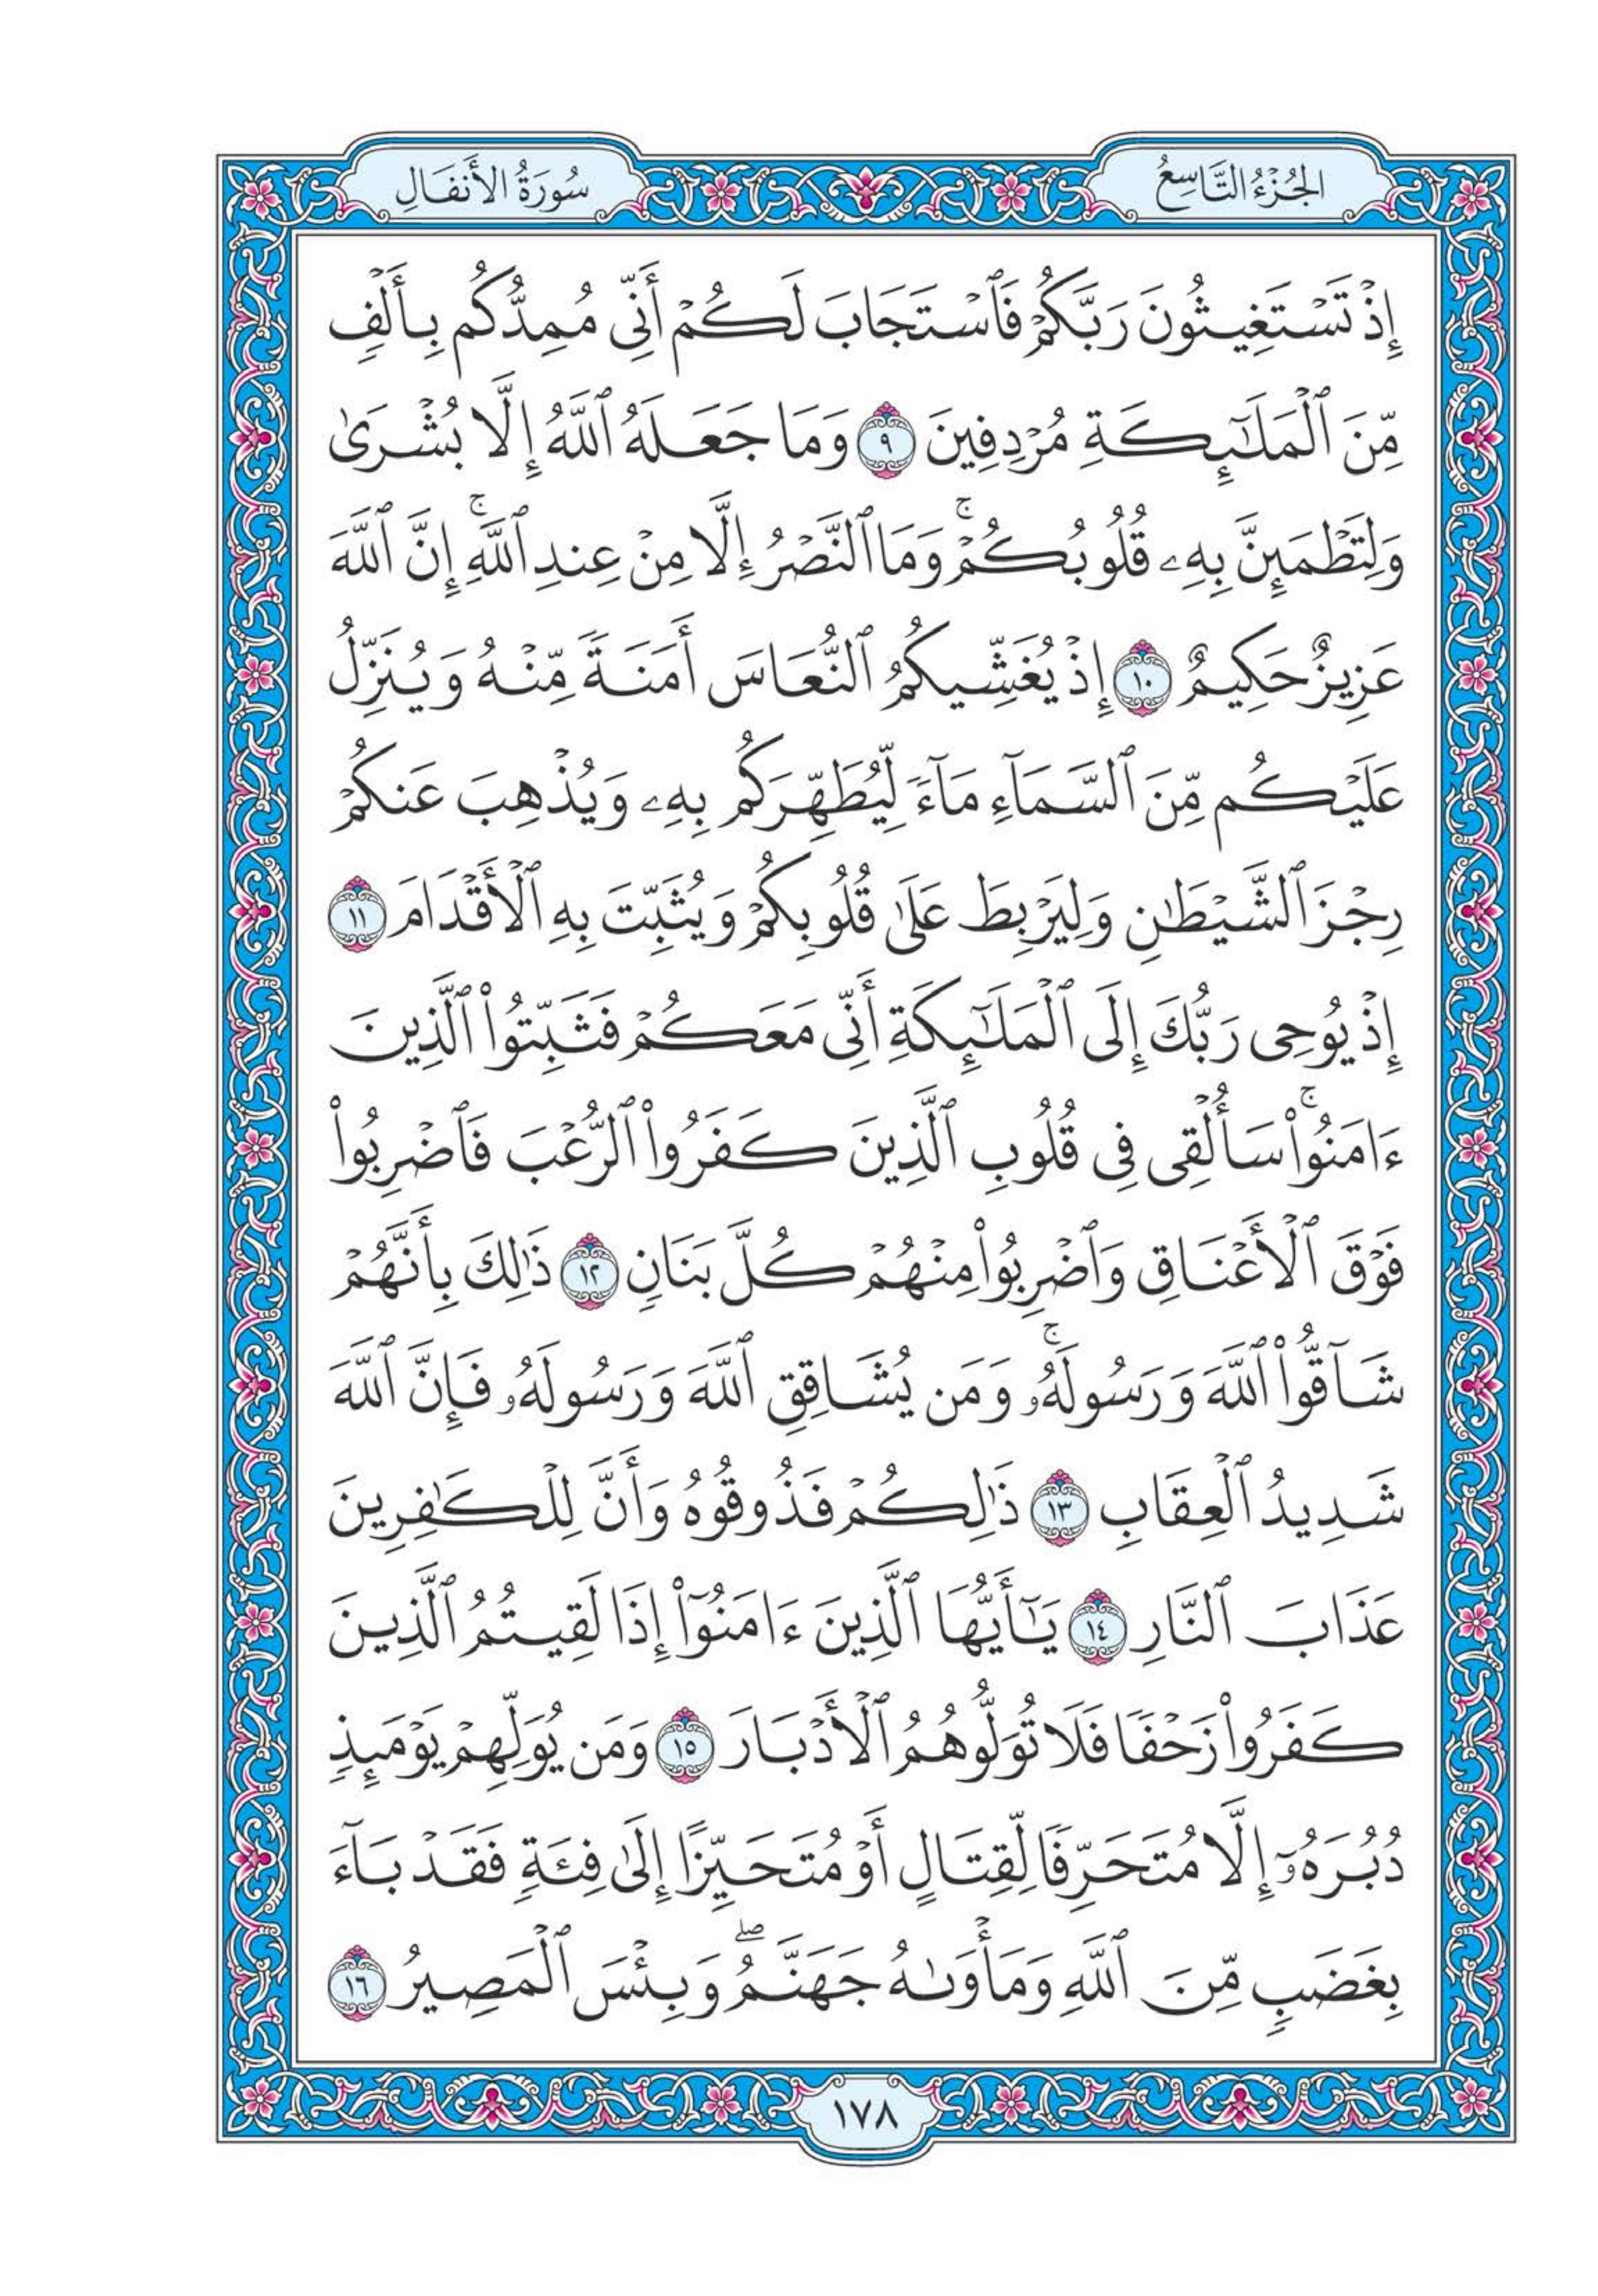 الجُزْءُ التَّاسِعُ
سُورَةُ الأَنفَالِ
إِذۡ تَسۡتَغِيثُونَ رَبَّكُمۡ فَٱسۡتَجَابَ لَكُمۡ أَنِّي مُمِدُّكُم بِأَلۡفٖ
مِّنَ ٱلۡمَلَٰٓئِكَةِ مُرۡدِفِينَ ٩ وَمَا جَعَلَهُ ٱللَّهُ إِلَّا بُشۡرَىٰ
وَلِتَطۡمَئِنَّ بِهِۦ قُلُوبُكُمۡۚ وَمَا ٱلنَّصۡرُ إِلَّا مِنۡ عِندِ ٱللَّهِۚ إِنَّ ٱللَّهَ
عَزِيزٌ حَكِيمٌ ١٠ إِذۡ يُغَشِّيكُمُ ٱلنُّعَاسَ أَمَنَةٗ مِّنۡهُ وَيُنَزِّلُ
عَلَيۡكُم مِّنَ ٱلسَّمَآءِ مَآءٗ لِّيُطَهِّرَكُم بِهِۦ وَيُذۡهِبَ عَنكُمۡ
رِجۡزَ ٱلشَّيۡطَٰنِ وَلِيَرۡبِطَ عَلَىٰ قُلُوبِكُمۡ وَيُثَبِّتَ بِهِ ٱلۡأَقۡدَامَ ١١
إِذۡ يُوحِي رَبُّكَ إِلَى ٱلۡمَلَٰٓئِكَةِ أَنِّي مَعَكُمۡ فَثَبِّتُواْ ٱلَّذِينَ
ءَامَنُواْۚ سَأُلۡقِي فِي قُلُوبِ ٱلَّذِينَ كَفَرُواْ ٱلرُّعۡبَ فَٱضۡرِبُواْ
فَوۡقَ ٱلۡأَعۡنَاقِ وَٱضۡرِبُواْ مِنۡهُمۡ كُلَّ بَنَانٖ ١٢ ذَٰلِكَ بِأَنَّهُمۡ
شَآقُّواْ ٱللَّهَ وَرَسُولَهُۥۚ وَمَن يُشَاقِقِ ٱللَّهَ وَرَسُولَهُۥ فَإِنَّ ٱللَّهَ
شَدِيدُ ٱلۡعِقَابِ ١٣ ذَٰلِكُمۡ فَذُوقُوهُ وَأَنَّ لِلۡكَٰفِرِينَ
عَذَابَ ٱلنَّارِ ١٤ يَٰٓأَيُّهَا ٱلَّذِينَ ءَامَنُوٓاْ إِذَا لَقِيتُمُ ٱلَّذِينَ
كَفَرُواْ زَحۡفٗا فَلَا تُوَلُّوهُمُ ٱلۡأَدۡبَارَ ١٥ وَمَن يُوَلِّهِمۡ يَوۡمَئِذٖ
دُبُرَهُۥٓ إِلَّا مُتَحَرِّفٗا لِّقِتَالٍ أَوۡ مُتَحَيِّزًا إِلَىٰ فِئَةٖ فَقَدۡ بَآءَ
بِغَضَبٖ مِّنَ ٱللَّهِ وَمَأۡوَىٰهُ جَهَنَّمُۖ وَبِئۡسَ ٱلۡمَصِيرُ ١٦
١٧٨